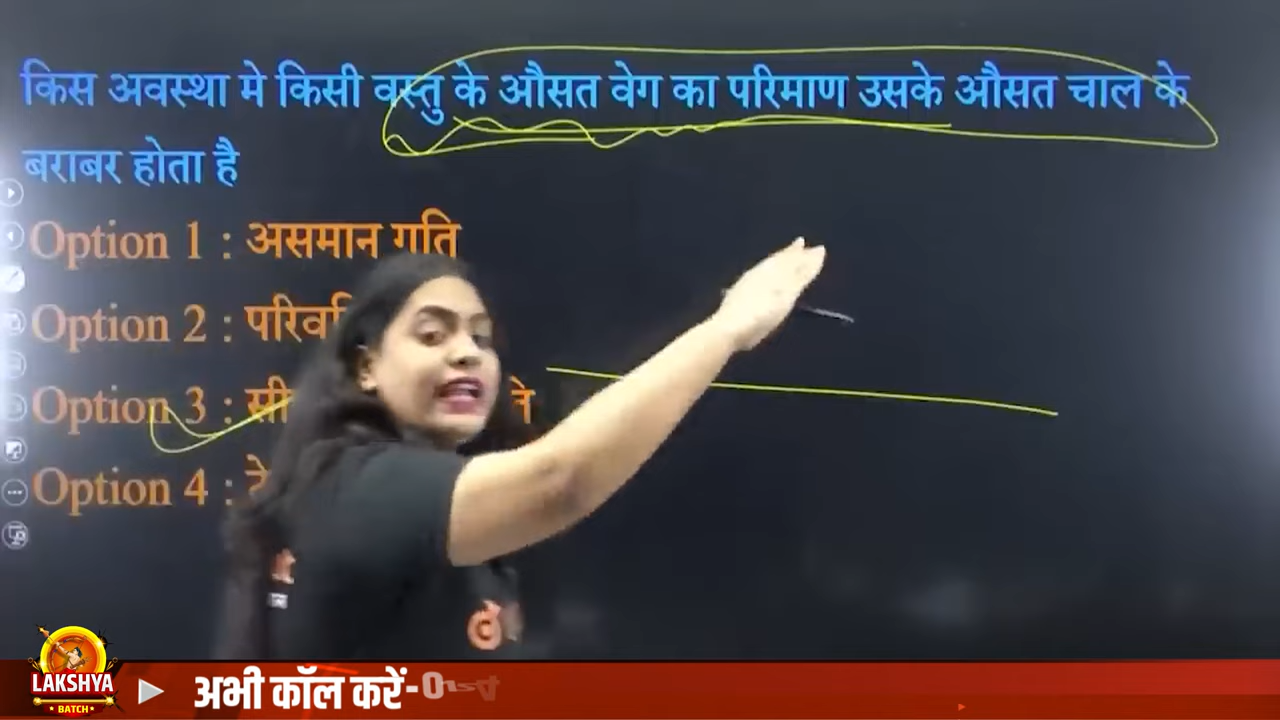 किस अवस्था मे किसी वस्तु के औसत वेग का परिमाण उसके औसत चाल के
बराबर होता है
Option 1 : असमान गति
Option 2 :
Option 3 :
Option 4 :
LAKSHYA
BATCH
अभी कॉल करें-